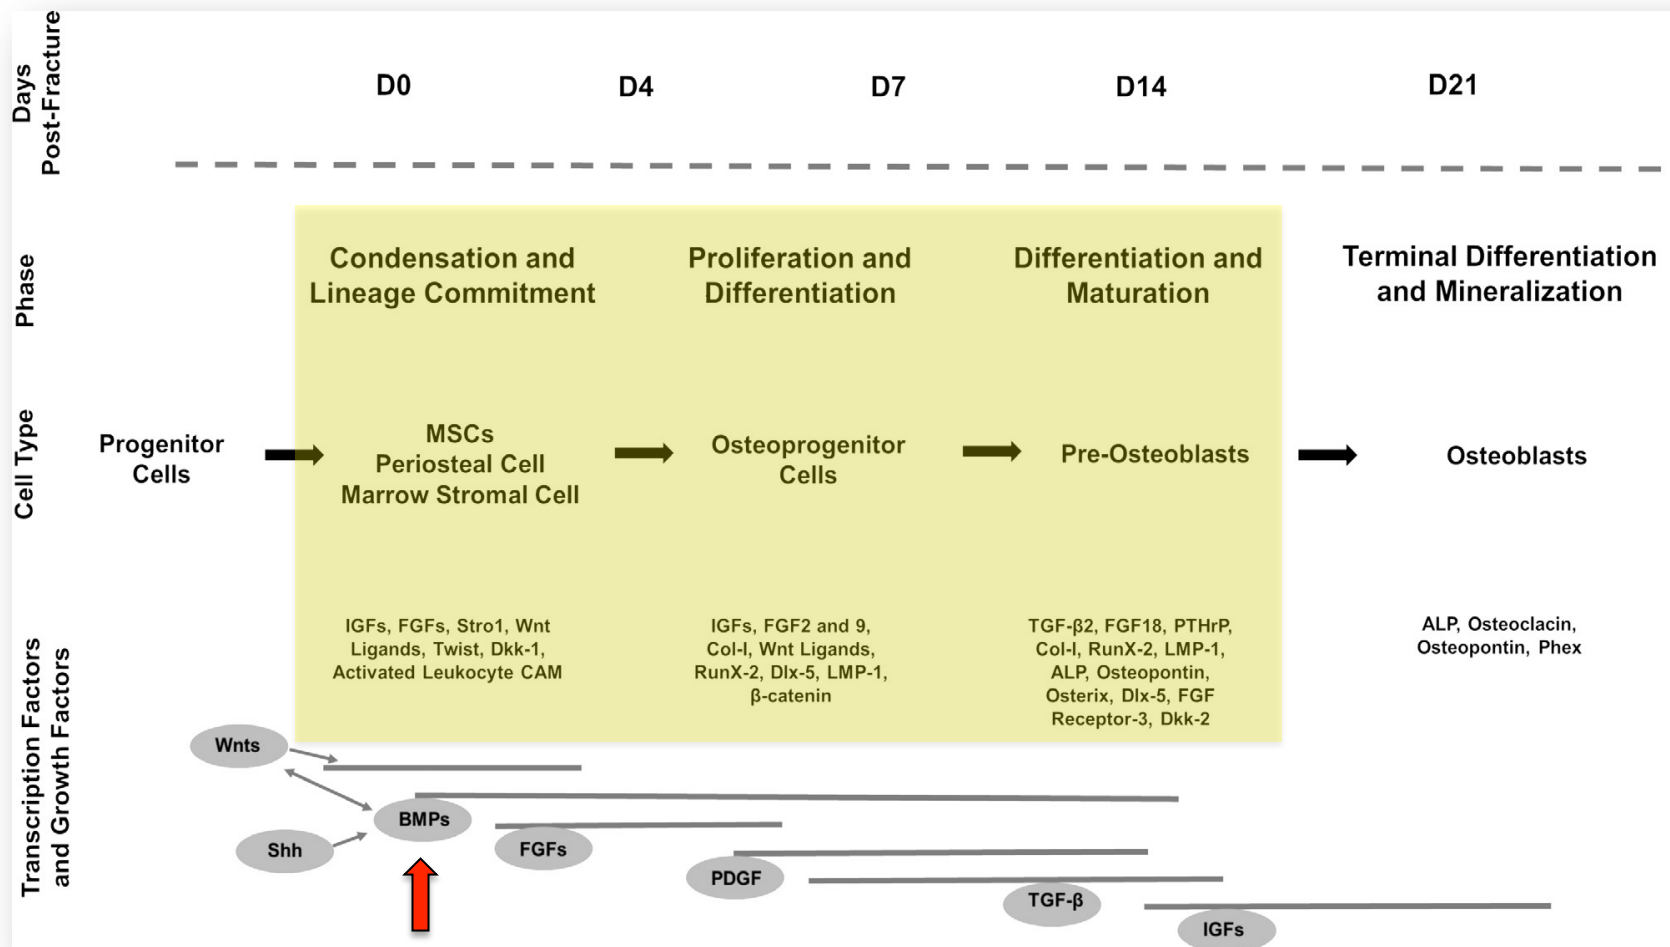 Days
Post-Fracture
D0
D4
D7
D14
D21
Phase
Condensation and
Lineage Commitment
Proliferation and
Differentiation
Differentiation and
Maturation
Terminal Differentiation
and Mineralization
Cell Type
Progenitor
Cells
MSCs
Periosteal Cell
Marrow Stromal Cell
Osteoprogenitor
Cells
Pre-Osteoblasts
Osteoblasts
Transcription Factors
and Growth Factors
IGFs, FGFs, Stro1, Wnt
Ligands, Twist, Dkk-1,
Activated Leukocyte CAM
IGFs, FGF2 and 9,
Col-I, Wnt Ligands,
RunX-2, Dlx-5, LMP-1,
β-catenin
TGF-β2, FGF18, PTHrP,
Col-I, RunX-2, LMP-1,
ALP, Osteopontin,
Osterix, Dlx-5, FGF
Receptor-3, Dkk-2
ALP, Osteoclacin,
Osteopontin, Phex
Wnts
BMPs
Shh
FGFs
PDGF
TGF-β
IGFs